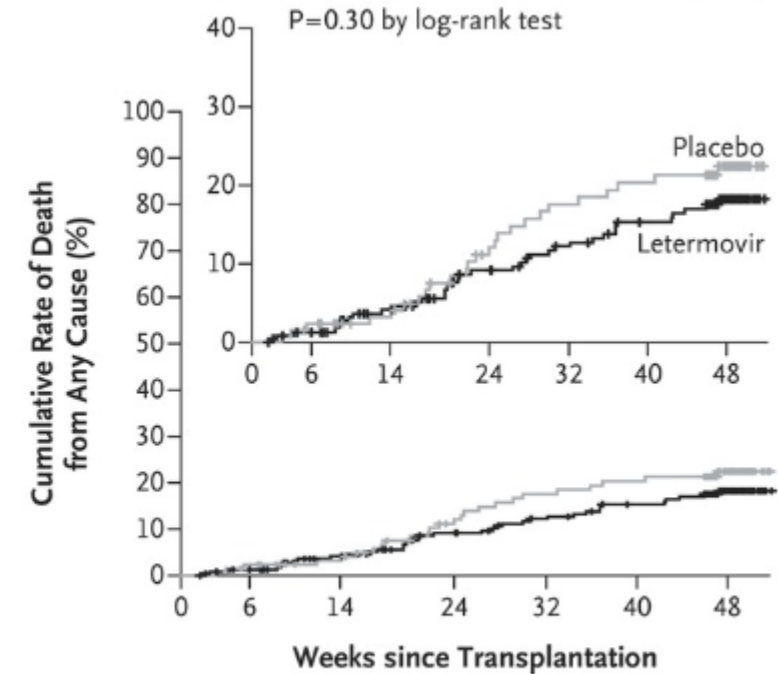 P=0.30 by log-rank test
40
30
20
10
0
Placebo
Letermovir
0 6 14 24 32 40 48
Cumulative Rate of Death
from Any Cause (%)
100
90
80
70
60
50
40
30
20
10
0
0 6 14 24 32 40 48
Weeks since Transplantation